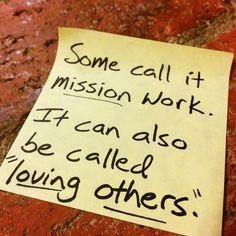 Some call it
mission work.
It can also
be called
"loving others."